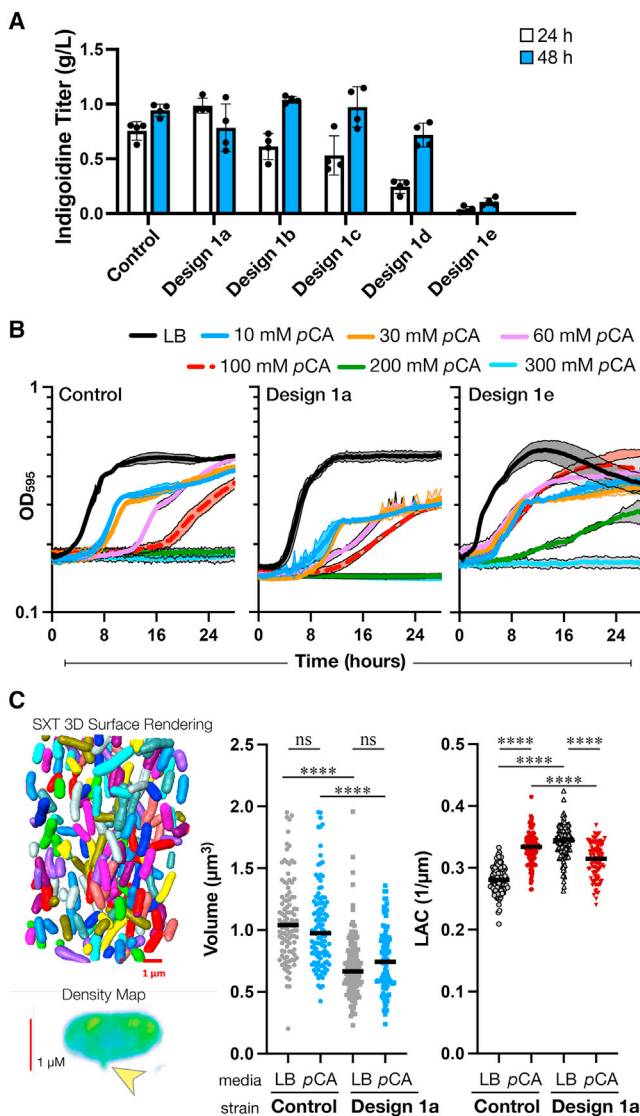 A
24 h
48 h
Indigoidine Titer (g/L)
1.5
1.0
0.5
0.0
Control
Design 1a
Design 1b
Design 1c
Design 1d
Design 1e
B
LB 10 mM pCA 30 mM pCA 60 mM pCA
100 mM pCA 200 mM pCA 300 mM pCA
Control Design 1a Design 1e
OD595
1
0.1
0 8 16 24 0 8 16 24 0 8 16 24
Time (hours)
C
SXT 3D Surface Rendering
1 μm
Density Map
1 μM
Volume (μm³)
2.5
2.0
1.5
1.0
0.5
0.0
ns ns
****
****
LB pCA LB pCA
Control Design 1a
media
strain
LAC (1/μm)
0.5
0.4
0.3
0.2
0.1
0
**** ****
****
****
LB pCA LB pCA
Control Design 1a